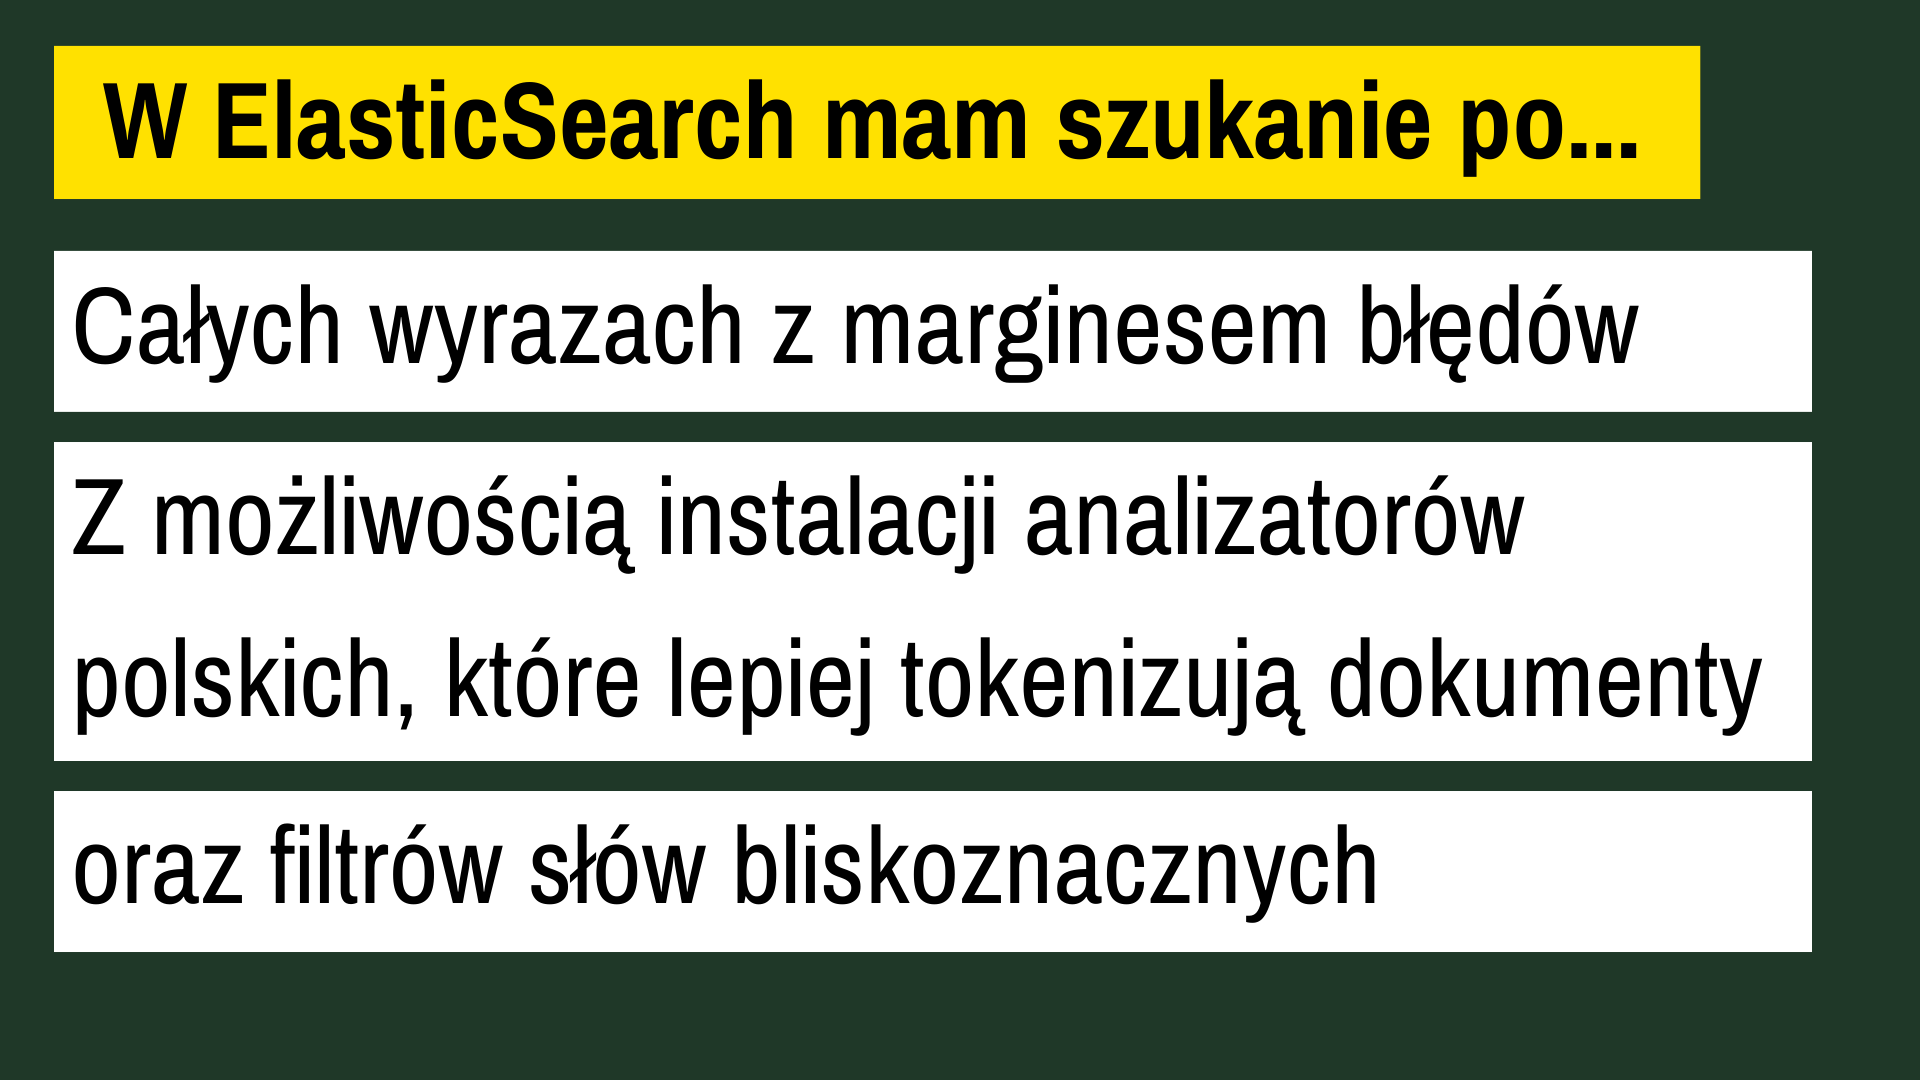 W ElasticSearch mam szukanie po...
Całych wyrazach z marginesem błędów
Z możliwością instalacji analizatorów
polskich, które lepiej tokenizują dokumenty
oraz filtrów słów bliskoznacznych